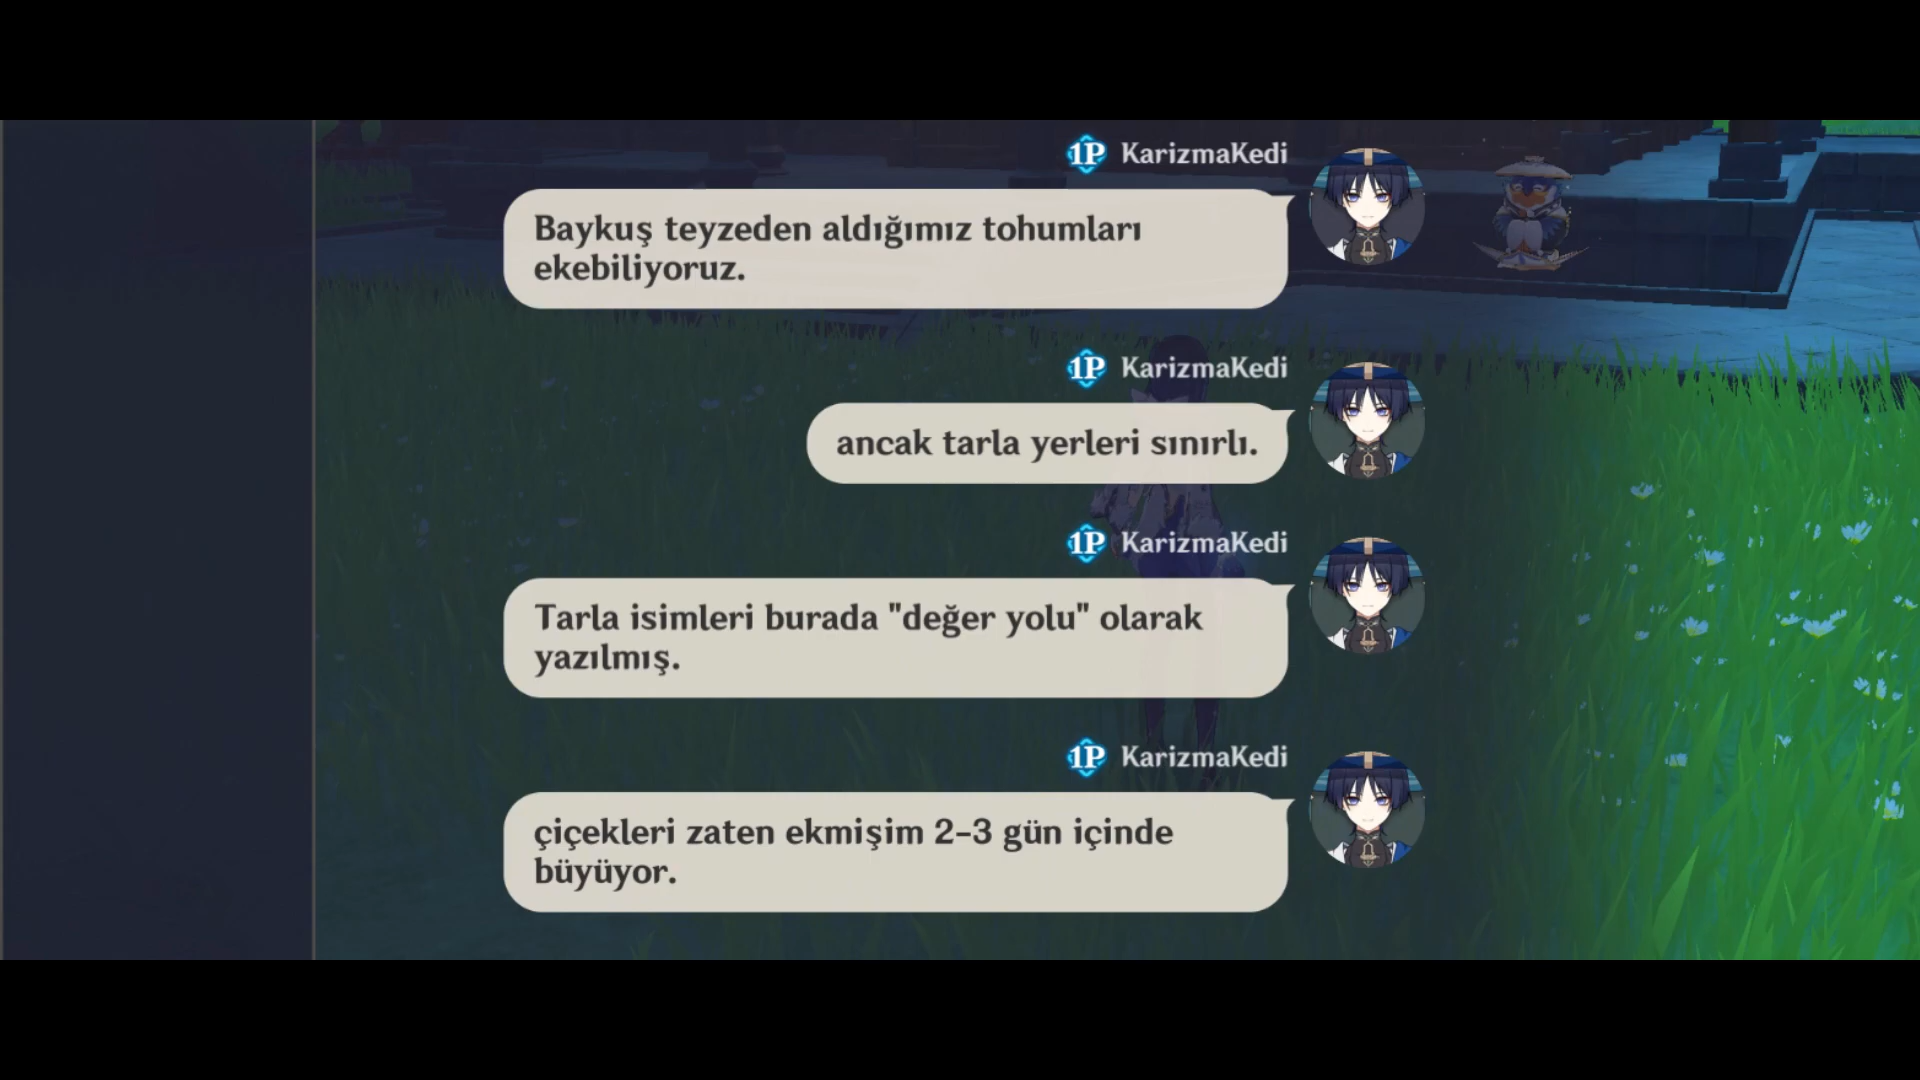 1P KarizmaKedi
Baykuş teyzeden aldığımız tohumları
ekebiliyoruz.
1P KarizmaKedi
ancak tarla yerleri sınırlı.
1P KarizmaKedi
Tarla isimleri burada "değer yolu" olarak
yazılmış.
1P KarizmaKedi
çiçekleri zaten ekmişim 2-3 gün içinde
büyüyor.